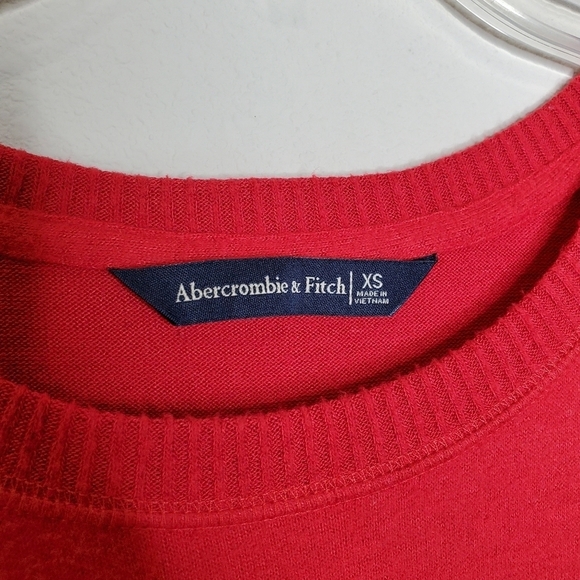 Abercrombie & Fitch
XS
MADE IN
VIETNAM